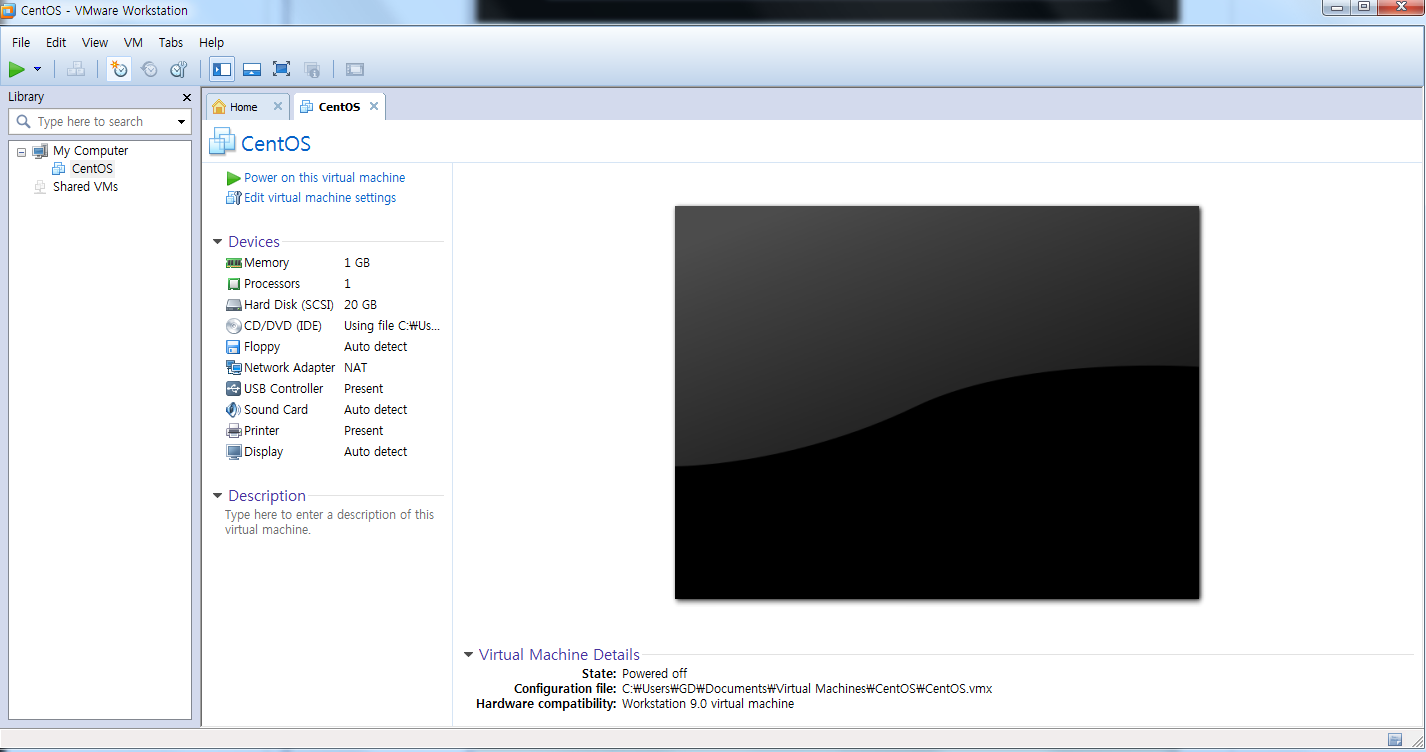 CentOS - VMware Workstation
File Edit View VM Tabs Help
Library
Type here to search
My Computer
CentOS
Shared VMs
Home
CentOS
CentOS
Power on this virtual machine
Edit virtual machine settings
Devices
Memory 1 GB
Processors 1
Hard Disk (SCSI) 20 GB
CD/DVD (IDE) Using file C:₩Us...
Floppy Auto detect
Network Adapter NAT
USB Controller Present
Sound Card Auto detect
Printer Present
Display Auto detect
Description
Type here to enter a description of this
virtual machine.
Virtual Machine Details
State: Powered off
Configuration file: C:₩Users₩GD₩Documents₩Virtual Machines₩CentOS₩CentOS.vmx
Hardware compatibility: Workstation 9.0 virtual machine